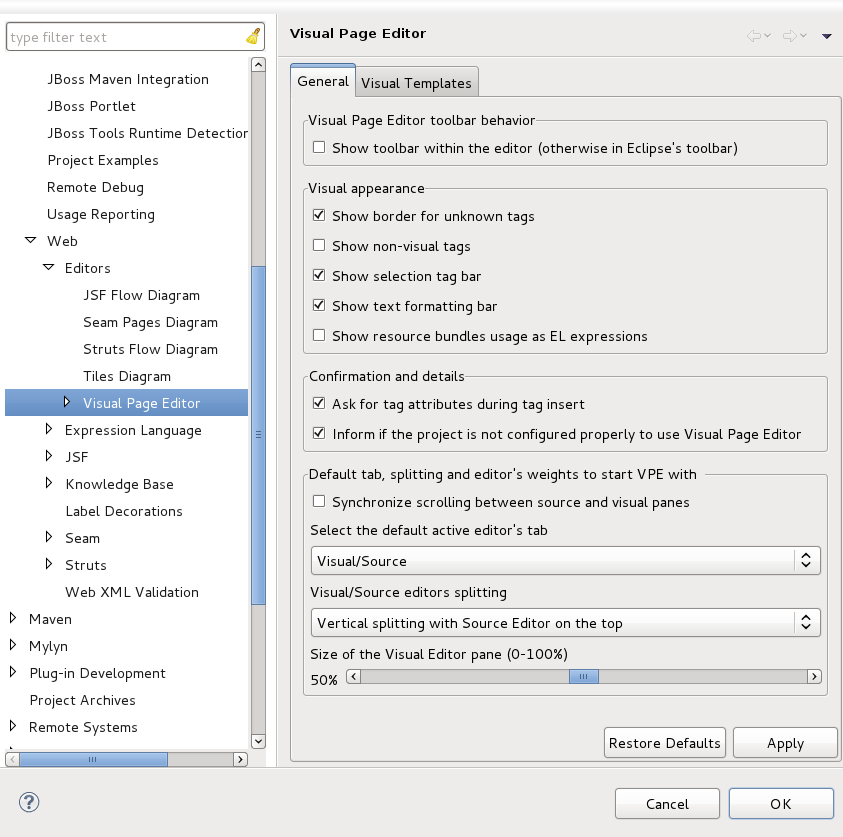 type filter text
JBoss Maven Integration
JBoss Portlet
JBoss Tools Runtime Detection
Project Examples
Remote Debug
Usage Reporting
Web
Editors
JSF Flow Diagram
Seam Pages Diagram
Struts Flow Diagram
Tiles Diagram
Visual Page Editor
Expression Language
JSF
Knowledge Base
Label Decorations
Seam
Struts
Web XML Validation
Maven
Mylyn
Plug-in Development
Project Archives
Remote Systems
Visual Page Editor
General
Visual Templates
Visual Page Editor toolbar behavior
Show toolbar within the editor (otherwise in Eclipse's toolbar)
Visual appearance
Show border for unknown tags
Show non-visual tags
Show selection tag bar
Show text formatting bar
Show resource bundles usage as EL expressions
Confirmation and details
Ask for tag attributes during tag insert
Inform if the project is not configured properly to use Visual Page Editor
Default tab, splitting and editor's weights to start VPE with
Synchronize scrolling between source and visual panes
Select the default active editor's tab
Visual/Source
Visual/Source editors splitting
Vertical splitting with Source Editor on the top
Size of the Visual Editor pane (0-100%)
50%
Restore Defaults
Apply
?
Cancel
OK